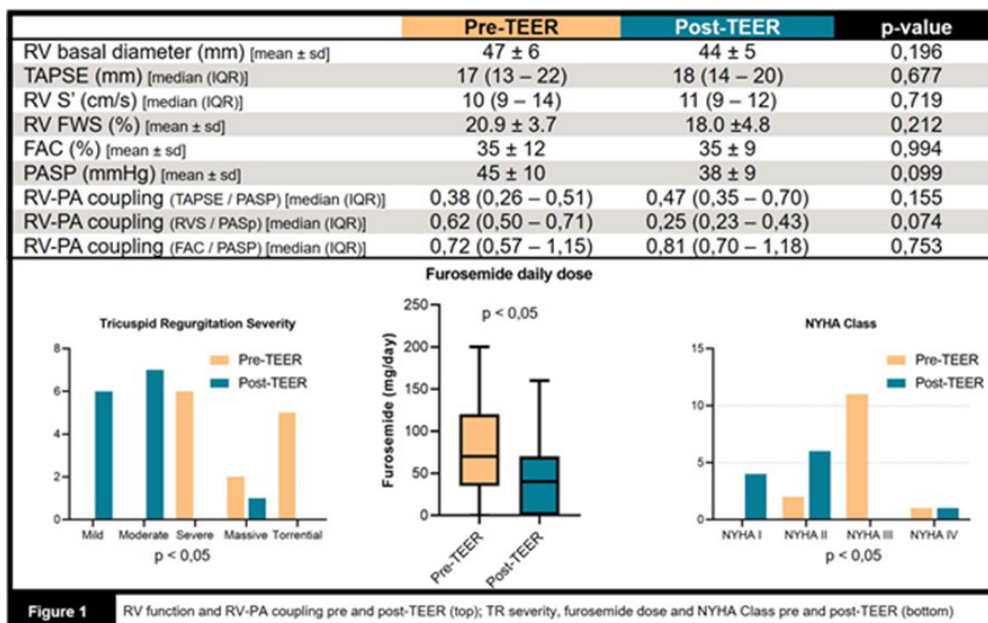 Pre-TEER Post-TEER p-value
RV basal diameter (mm) [mean ± sd] 47 ± 6 44 ± 5 0,196
TAPSE (mm) [median (IQR)] 17 (13 – 22) 18 (14 – 20) 0,677
RV S' (cm/s) [median (IQR)] 10 (9 – 14) 11 (9 – 12) 0,719
RV FWS (%) [mean ± sd] 20.9 ± 3.7 18.0 ±4.8 0,212
FAC (%) [mean ± sd] 35 ± 12 35 ± 9 0,994
PASP (mmHg) [mean ± sd] 45 ± 10 38 ± 9 0,099
RV-PA coupling (TAPSE / PASP) [median (IQR)] 0,38 (0,26 – 0,51) 0,47 (0,35 – 0,70) 0,155
RV-PA coupling (RVS / PASp) [median (IQR)] 0,62 (0,50 – 0,71) 0,25 (0,23 – 0,43) 0,074
RV-PA coupling (FAC / PASP) [median (IQR)] 0,72 (0,57 – 1,15) 0,81 (0,70 – 1,18) 0,753
Tricuspid Regurgitation Severity
8
6
4
2
0
Pre-TEER
Post-TEER
Mild Moderate Severe Massive Torrential
p < 0,05
Furosemide daily dose
Furosemide (mg/day)
250
200
150
100
50
0
p < 0,05
Pre-TEER
Post-TEER
NYHA Class
15
10
5
0
Pre-TEER
Post-TEER
NYHA I NYHA II NYHA III NYHA IV
p < 0,05
Figure 1 RV function and RV-PA coupling pre and post-TEER (top); TR severity, furosemide dose and NYHA Class pre and post-TEER (bottom)